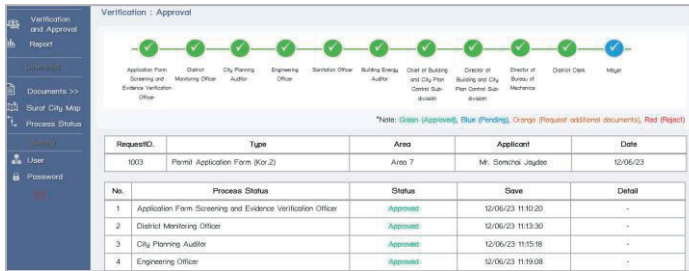 Verification : Approval
Verification
and Approval
Report
Download
Documents >>
Surat City Map
Process Status
User
Password
Application Form
Screening and
Evidence Verification
Officer
District
Monitoring Officer
City Planning
Auditor
Engineering
Officer
Sanitation Officer
Building Energy
Auditor
Chief of Building
and City Plan
Control Sub-
division
Director of
Building and City
Plan Control Sub-
division
Director of
Bureau of
Mechanics
District Clerk
Mayor
*Note: Green (Approved), Blue (Pending), Orange (Request additional documents), Red (Reject)
RequestID. Type Area Applicant Date
1003 Permit Application Form (Kor.2) Area 7 Mr. Somchai Jaydee 12/06/23
No. Process Status Status Save Detail
1 Application Form Screening and Evidence Verification Officer Approved 12/06/23 11:10:20 -
2 District Monitoring Officer Approved 12/06/23 11:13:30 -
3 City Planning Auditor Approved 12/06/23 11:15:18 -
4 Engineering Officer Approved 12/06/23 11:19:08 -